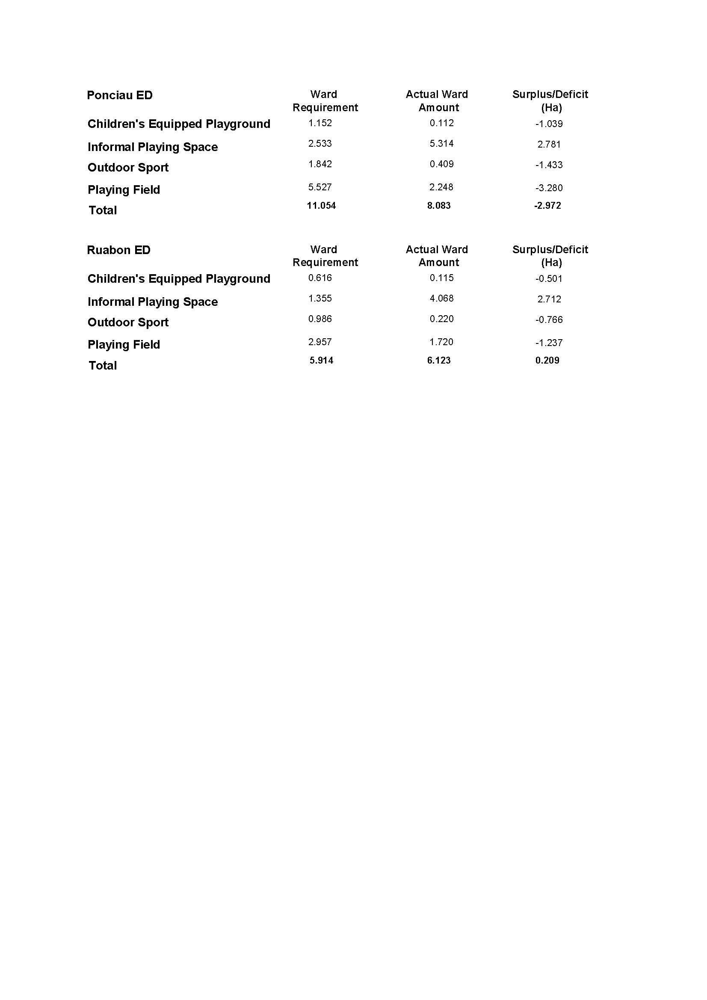 Ponciau ED Ward Actual Ward Surplus/Deficit
Requirement Amount (Ha)
Children's Equipped Playground 1.152 0.112 -1.039
Informal Playing Space 2.533 5.314 2.781
Outdoor Sport 1.842 0.409 -1.433
Playing Field 5.527 2.248 -3.280
Total 11.054 8.083 -2.972
Ruabon ED Ward Actual Ward Surplus/Deficit
Requirement Amount (Ha)
Children's Equipped Playground 0.616 0.115 -0.501
Informal Playing Space 1.355 4.068 2.712
Outdoor Sport 0.986 0.220 -0.766
Playing Field 2.957 1.720 -1.237
Total 5.914 6.123 0.209